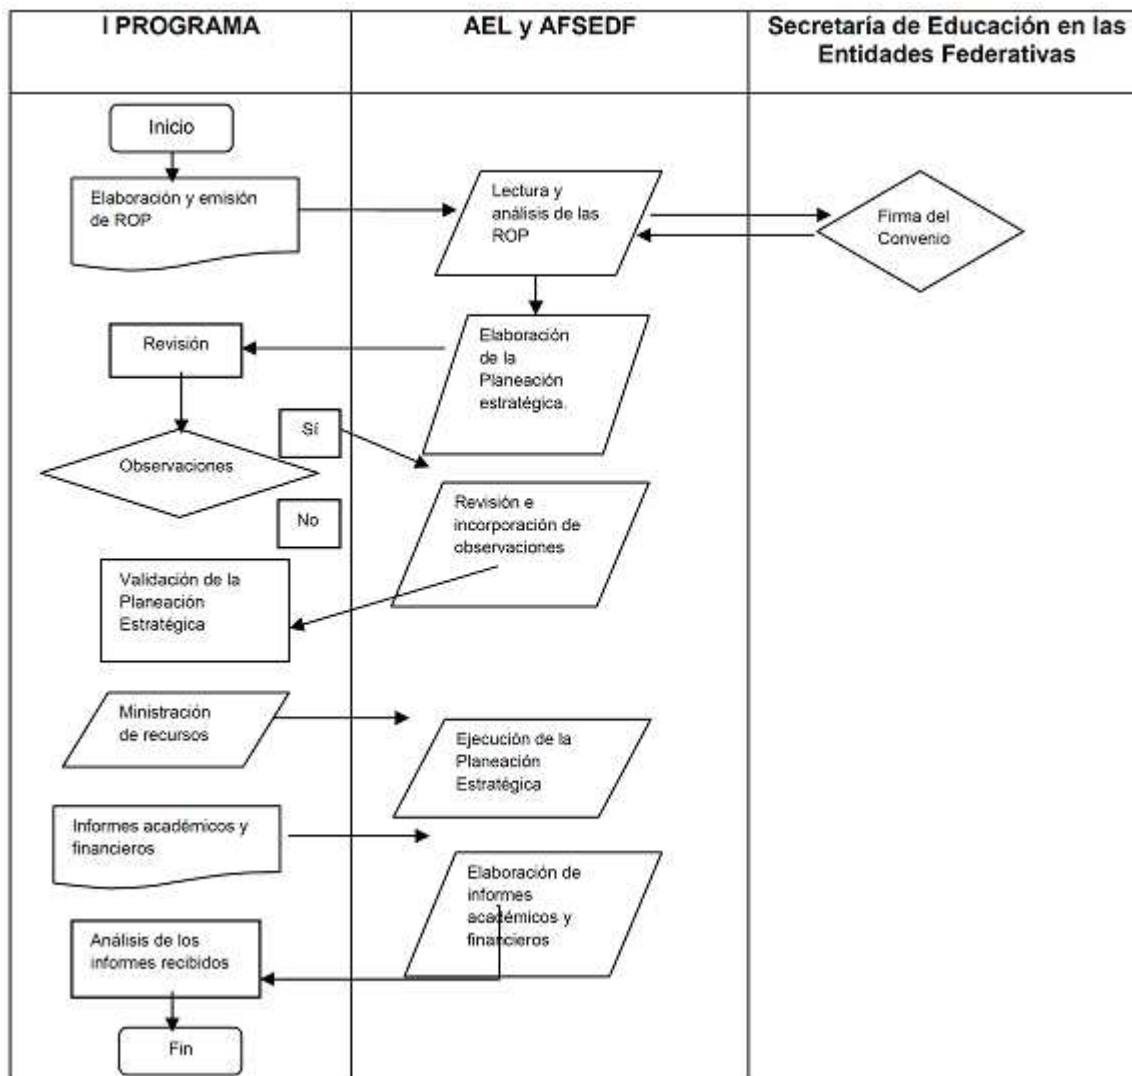 I PROGRAMA
AEL y AFSEDF
Secretaría de Educación en las
Entidades Federativas
Inicio
Elaboración y emisión
de ROP
Lectura y
análisis de las
ROP
Firma del
Convenio
Revisión
Elaboración
de la
Planeación
estratégica.
Sí
Observaciones
No
Revisión e
incorporación de
observaciones
Validación de la
Planeación
Estratégica
Ministración
de recursos
Ejecución de la
Planeación
Estratégica
Informes académicos y
financieros
Elaboración de
informes
académicos y
financieros
Análisis de los
informes recibidos
Fin